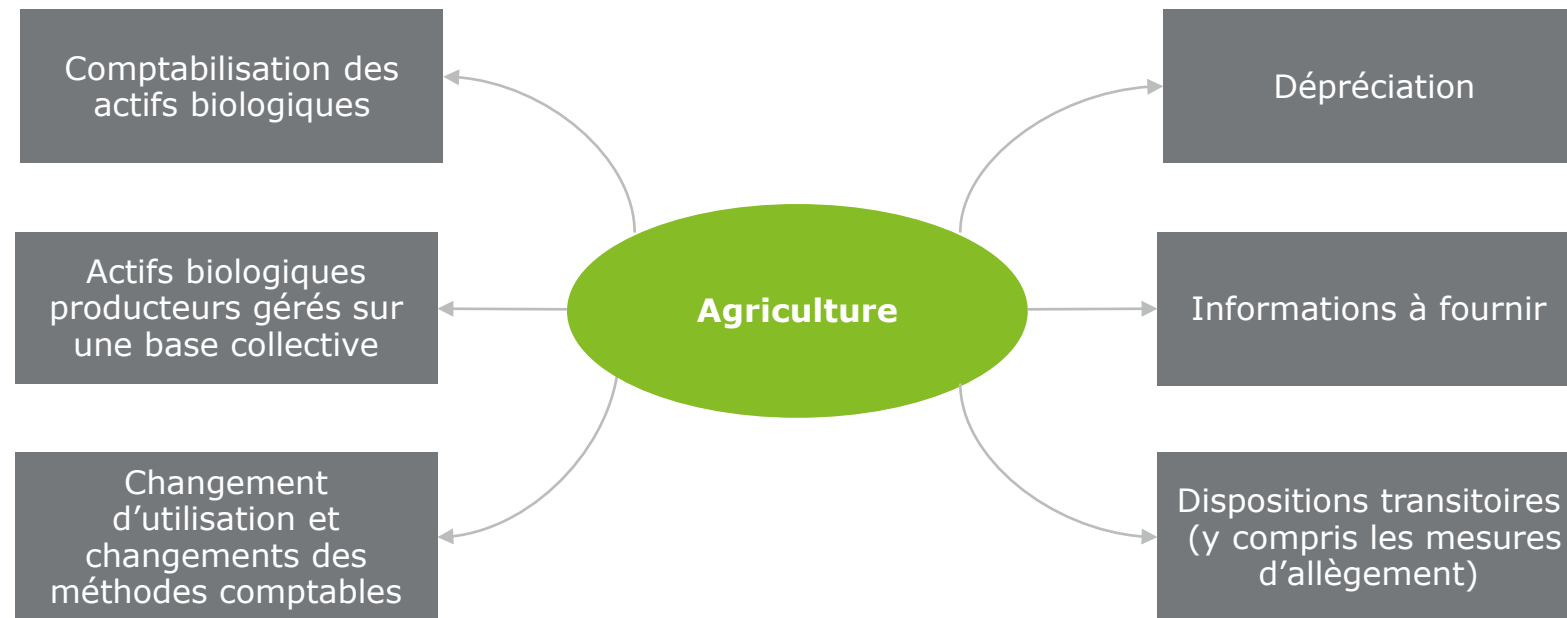 Comptabilisation des
actifs biologiques
Actifs biologiques
producteurs gérés sur
une base collective
Changement
d’utilisation et
changements des
méthodes comptables
Agriculture
Dépréciation
Informations à fournir
Dispositions transitoires
(y compris les mesures
d’allègement)